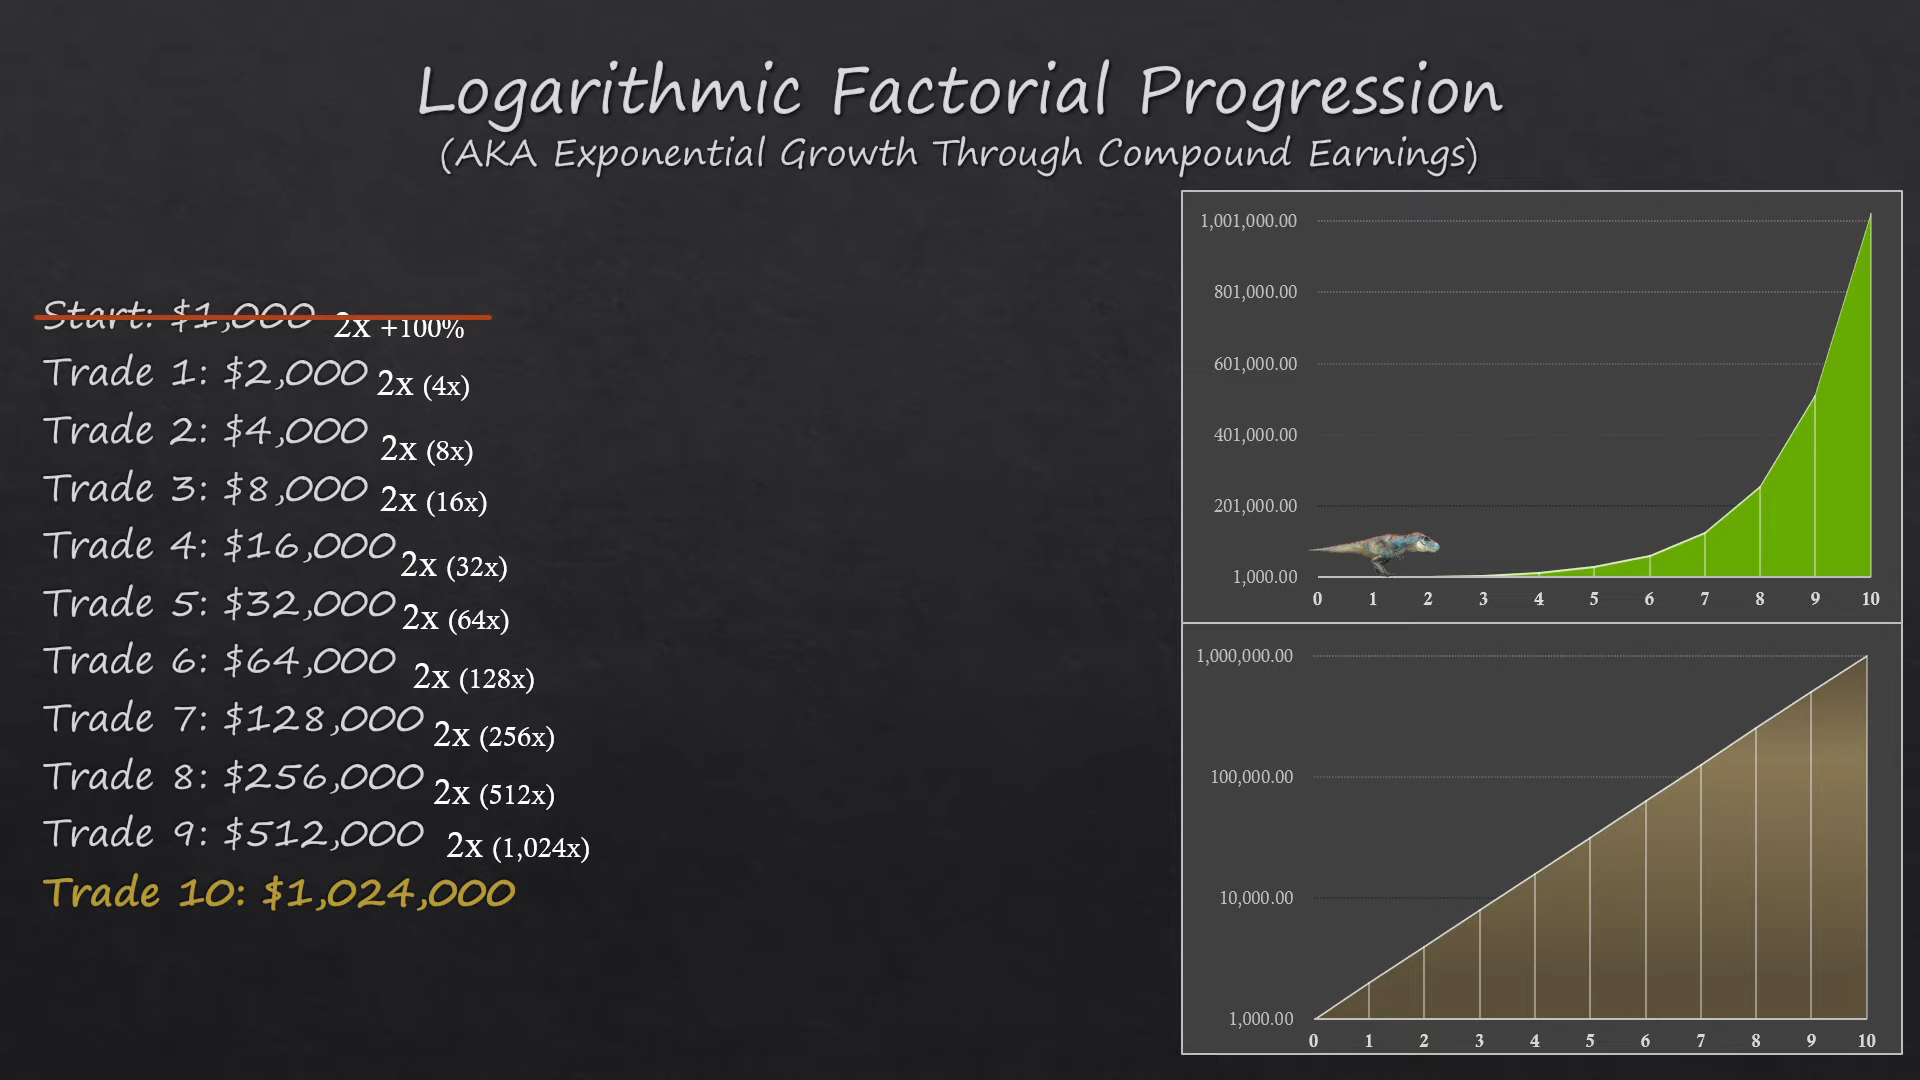 Logarithmic Factorial Progression
(AKA Exponential Growth Through Compound Earnings)
Start: $1,000 2x +100%
Trade 1: $2,000 2x (4x)
Trade 2: $4,000 2x (8x)
Trade 3: $8,000 2x (16x)
Trade 4: $16,000 2x (32x)
Trade 5: $32,000 2x (64x)
Trade 6: $64,000 2x (128x)
Trade 7: $128,000 2x (256x)
Trade 8: $256,000 2x (512x)
Trade 9: $512,000 2x (1,024x)
Trade 10: $1,024,000
1,001,000.00
801,000.00
601,000.00
401,000.00
201,000.00
1,000.00
0 1 2 3 4 5 6 7 8 9 10
1,000,000.00
100,000.00
10,000.00
1,000.00
0 1 2 3 4 5 6 7 8 9 10